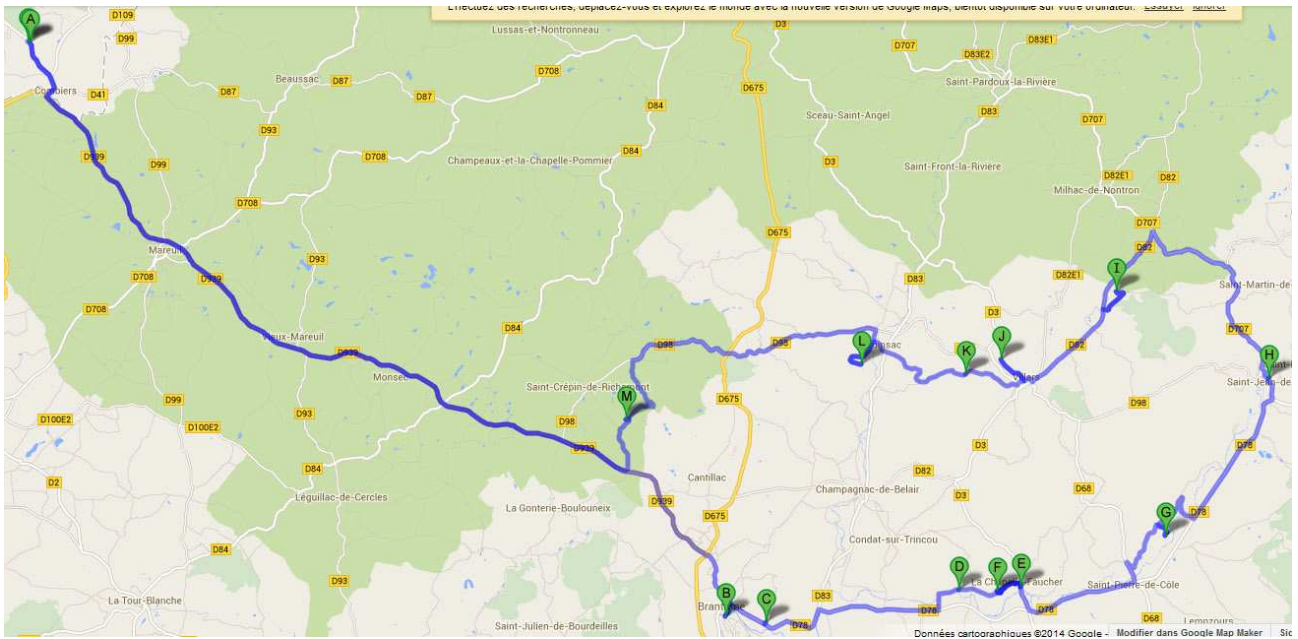 Effectuez des recherches, déplacez-vous et explorez le monde avec la nouvelle version de Google Maps, bientôt disponible sur votre ordinateur. Essayer Ignorer
A
D109
D99
Lussas-et-Nontronneau
D3
D707
D83E1
D83E2
Combiers
D41
D87
Beaussac
D87
D708
D87
D84
D675
Saint-Pardoux-la-Rivière
D83
Sceau-Saint-Angel
D707
D93
D939
D99
D708
Champeaux-et-la-Chapelle-Pommier
D84
D3
Saint-Front-la-Rivière
D82E1
D82
Milhac-de-Nontron
D708
D707
D675
D82
Mareuil
D93
D708
D939
D83
D82E1
I
Saint-Martin-de-
D708
D3
D84
D707
Vieux-Mareuil
D939
D98
D98
L
D82
J
K
H
Monsec
Villars
Saint-Jean-de-
Saint-Crépin-de-Richemont
M
D675
D98
D99
D100E2
D100E2
D93
D98
D939
D3
D78
D84
D82
Cantillac
D2
D68
Champagnac-de-Belair
D3
Léguillac-de-Cercles
D939
La Gonterie-Boulouneix
D675
G
D78
Condat-sur-Trincou
D84
D
F
E
D93
La Chapelle-Faucher
Saint-Pierre-de-Côle
B
C
D83
La Tour-Blanche
Brantôme
D78
D78
D68
Lempzours
Saint-Julien-de-Bourdeilles
D78
Données cartographiques ©2014 Google - Modifier dans Google Map Maker